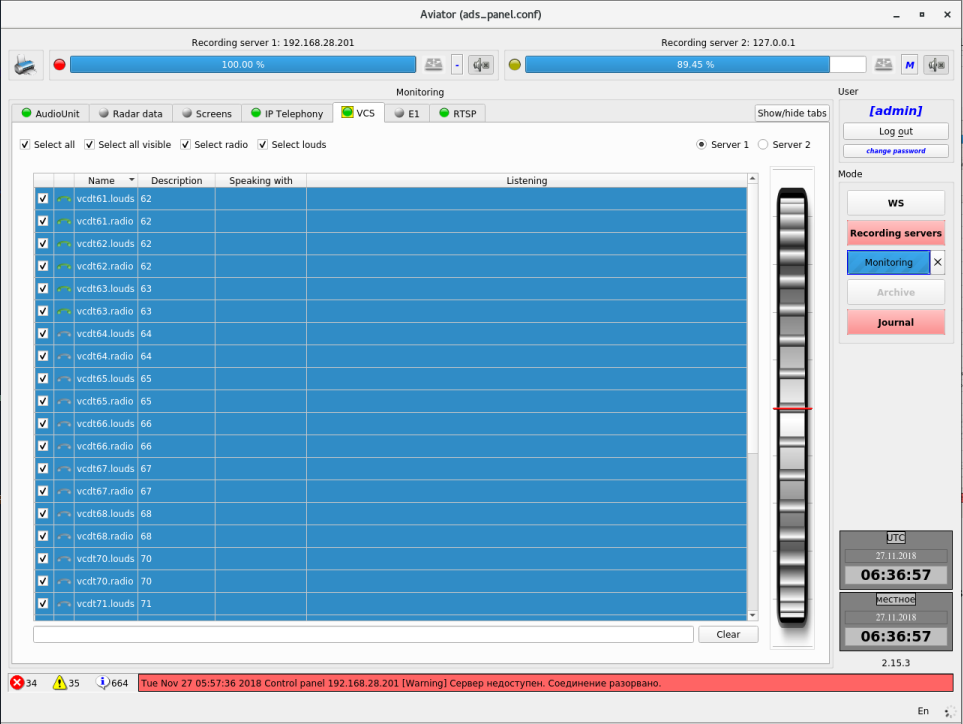 Aviator (ads_panel.conf)
Recording server 1: 192.168.28.201
Recording server 2: 127.0.0.1
100.00 %
-
89.45 %
M
Monitoring
AudioUnit Radar data Screens IP Telephony VCS E1 RTSP Show/hide tabs
Select all Select all visible Select radio Select louds Server 1 Server 2
Name Description Speaking with Listening
vcdt61.louds 62
vcdt61.radio 62
vcdt62.louds 62
vcdt62.radio 62
vcdt63.louds 63
vcdt63.radio 63
vcdt64.louds 64
vcdt64.radio 64
vcdt65.louds 65
vcdt65.radio 65
vcdt66.louds 66
vcdt66.radio 66
vcdt67.louds 67
vcdt67.radio 67
vcdt68.louds 68
vcdt68.radio 68
vcdt70.louds 70
vcdt70.radio 70
vcdt71.louds 71
Clear
User
[admin]
Log out
change password
Mode
WS
Recording servers
Monitoring
Archive
Journal
UTC
27.11.2018
06:36:57
местное
27.11.2018
06:36:57
2.15.3
34 35 664 Tue Nov 27 05:57:36 2018 Control panel 192.168.28.201 [Warning] Сервер недоступен. Соединение разорвано.
En